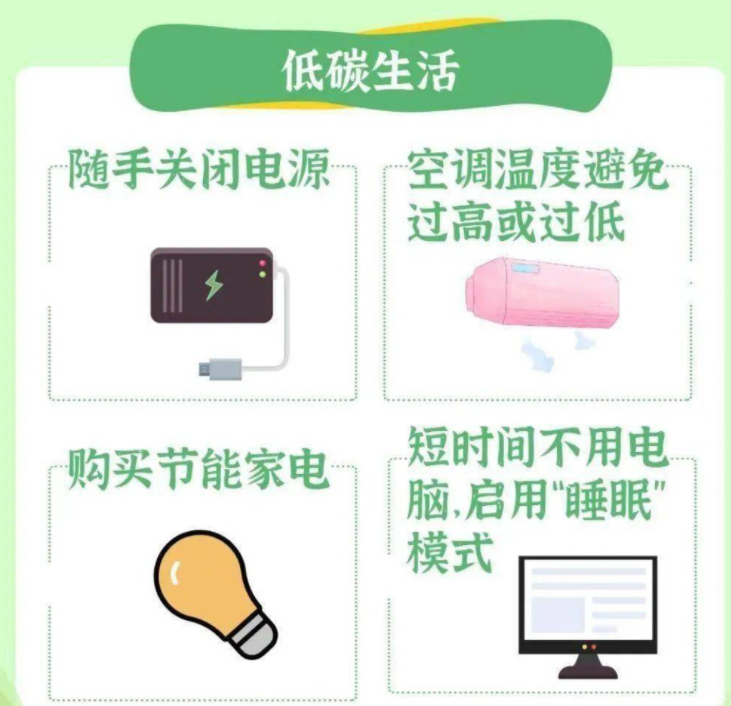 低碳生活
随手关闭电源
空调温度避免
过高或过低
购买节能家电
短时间不用电
脑,启用“睡眠”
模式